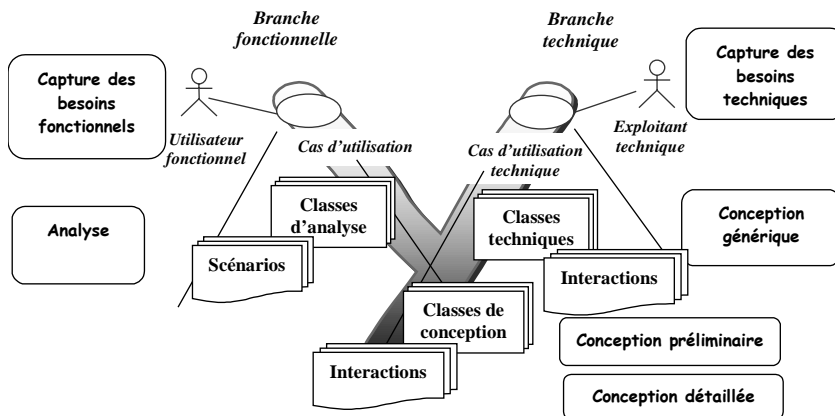 Branche
fonctionnelle
Branche
technique
Capture des
besoins
fonctionnels
Capture des
besoins
techniques
Utilisateur
fonctionnel
Cas d'utilisation
Cas d'utilisation
technique
Exploitant
technique
Analyse
Classes
d'analyse
Classes
techniques
Conception
générique
Scénarios
Interactions
Classes de
conception
Conception préliminaire
Interactions
Conception détaillée